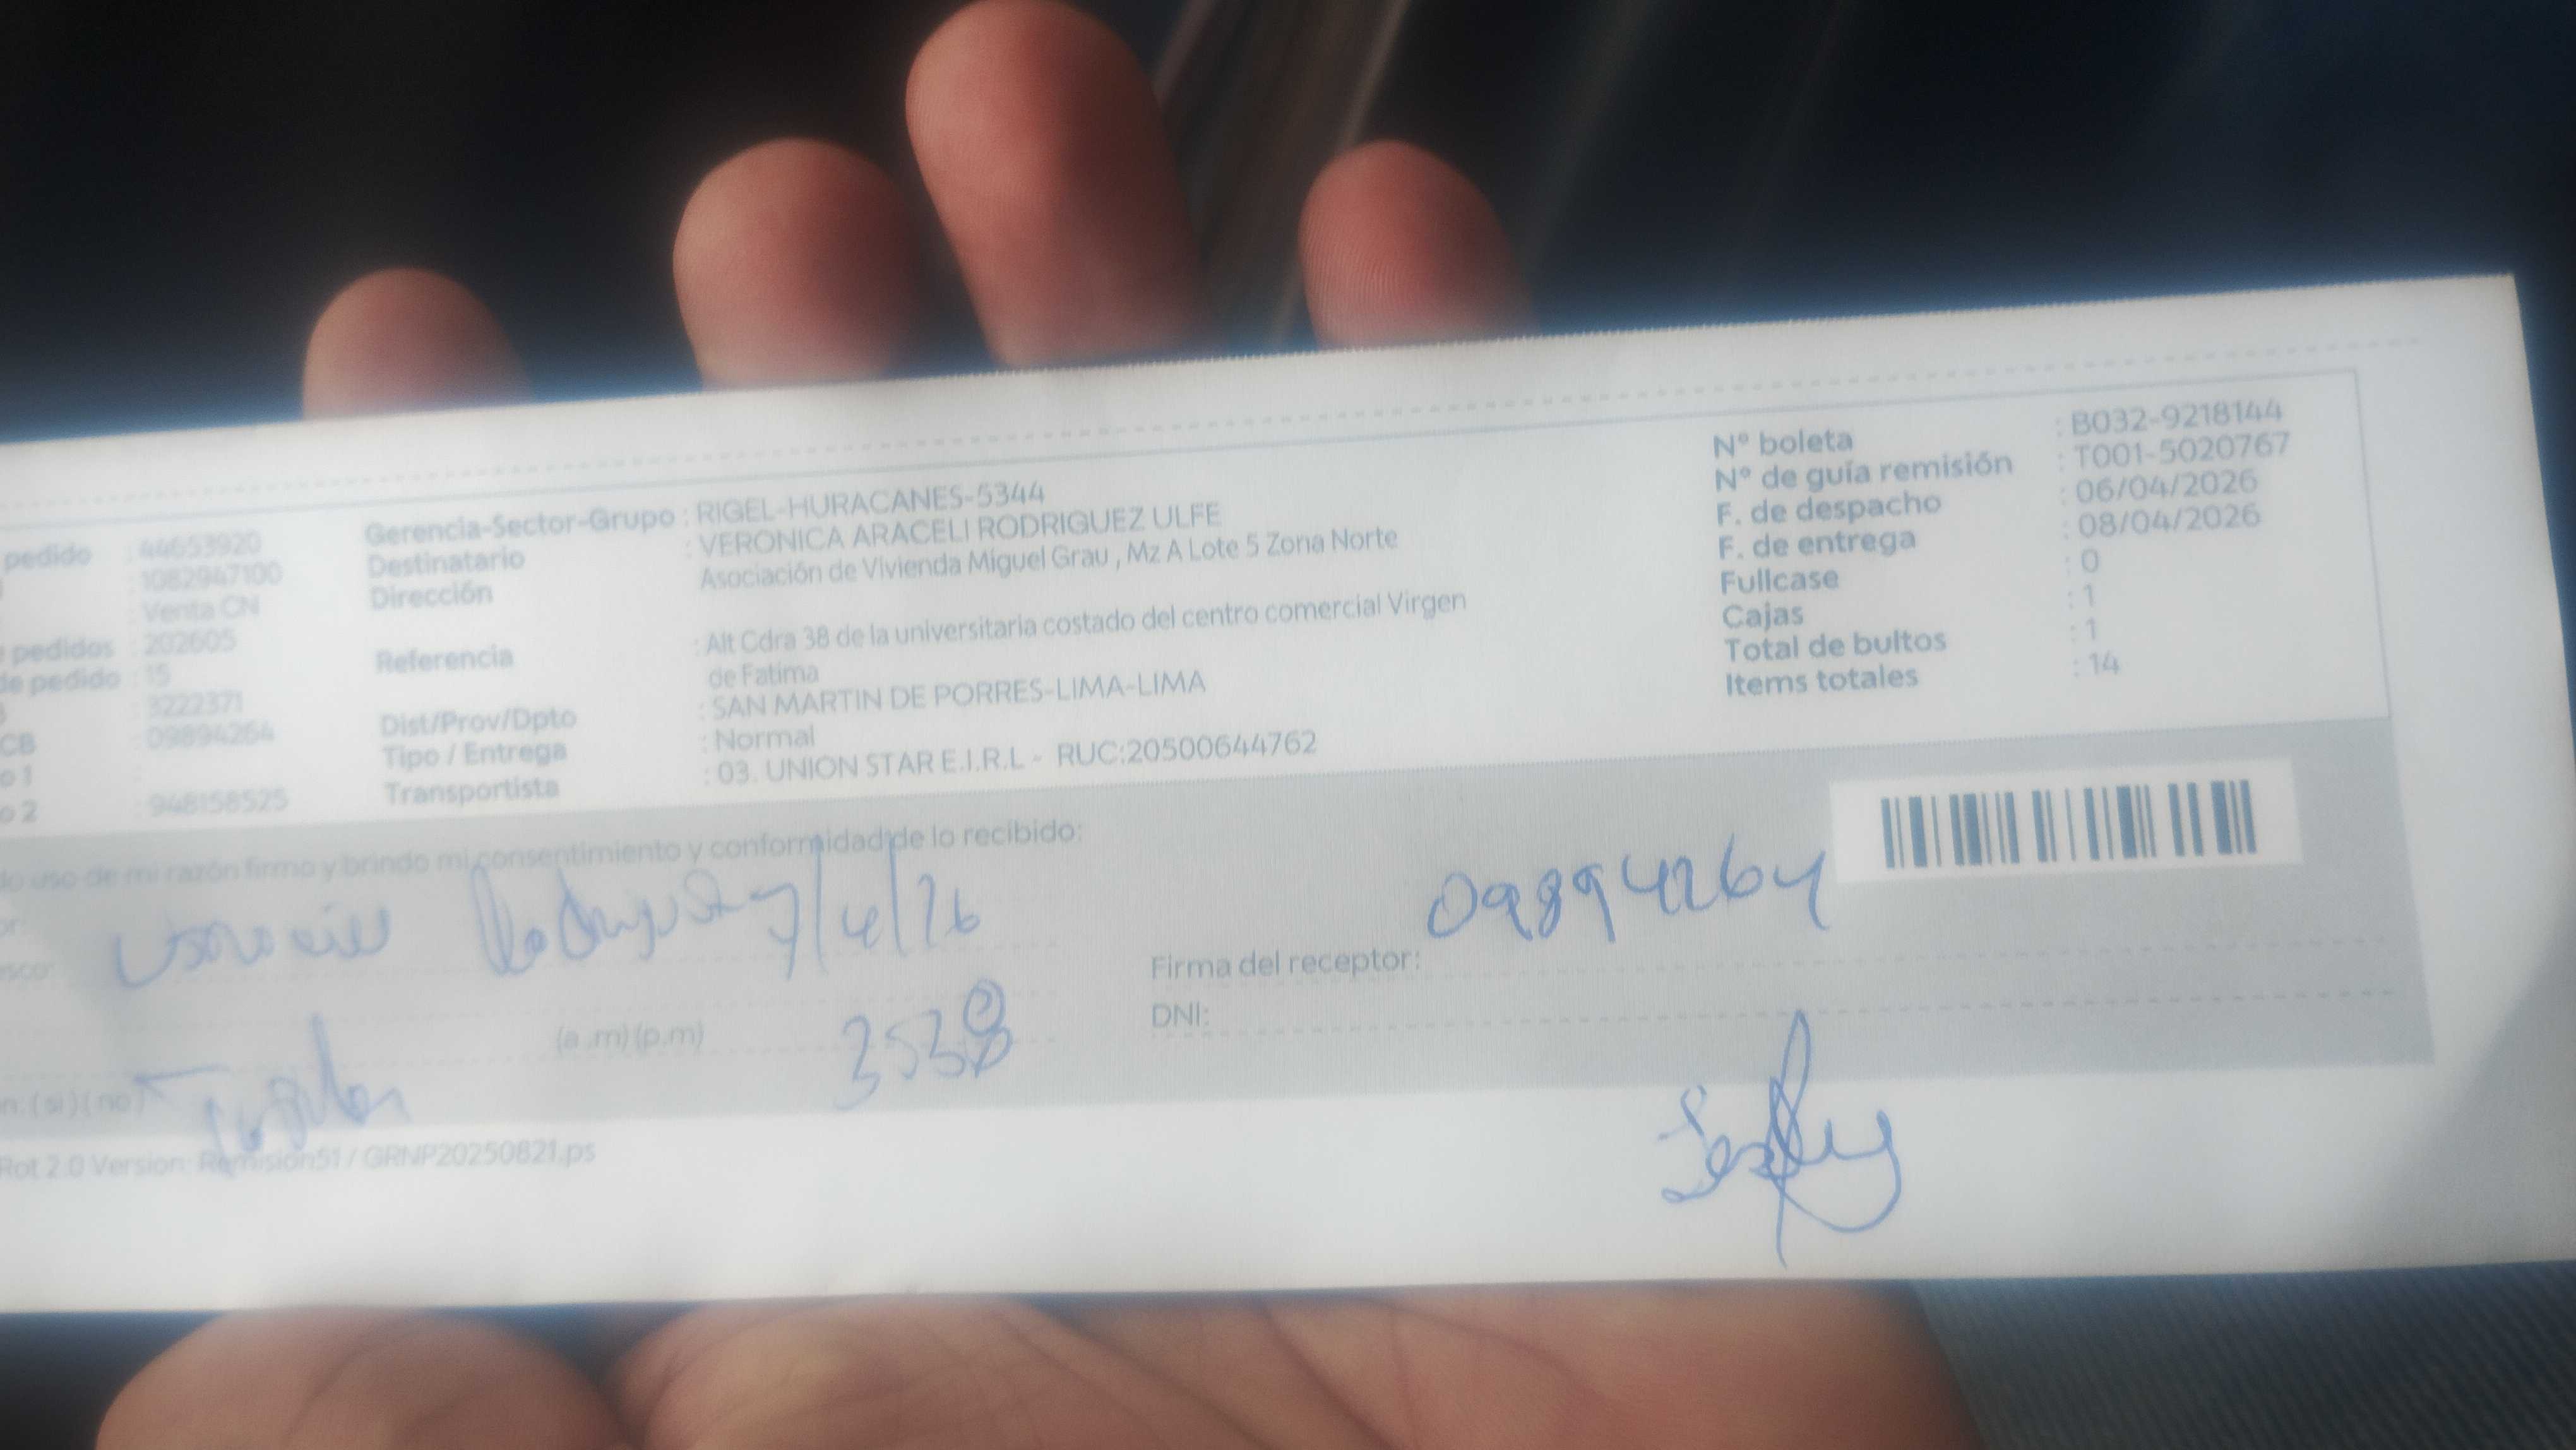 pedido : 44653920
: 1082947100
: Venta CN
pedidos : 202605
de pedido : 15
: 3222371
CB : 09894264
o 1 :
o 2 : 948158525
Gerencia-Sector-Grupo : RIGEL-HURACANES-5344
Destinatario : VERONICA ARACELI RODRIGUEZ ULFE
Dirección : Asociación de Vivienda Miguel Grau , Mz A Lote 5 Zona Norte
Referencia : Alt Cdra 38 de la universitaria costado del centro comercial Virgen
de Fatima
Dist/Prov/Dpto : SAN MARTIN DE PORRES-LIMA-LIMA
Tipo / Entrega : Normal
Transportista : 03. UNION STAR E.I.R.L - RUC:20500644762
N° boleta : B032-9218144
N° de guía remisión : T001-5020767
F. de despacho : 06/04/2026
F. de entrega : 08/04/2026
Fullcase : 0
Cajas : 1
Total de bultos : 1
Items totales : 14
do uso de mi razón firmo y brindo mi consentimiento y conformidad de lo recibido:
7/4/26
09894264
Firma del receptor:
(a .m) (p.m)
DNI:
n: (si) (no)
Rot 2.0 Version: Remision51 / GRNP20250821.ps